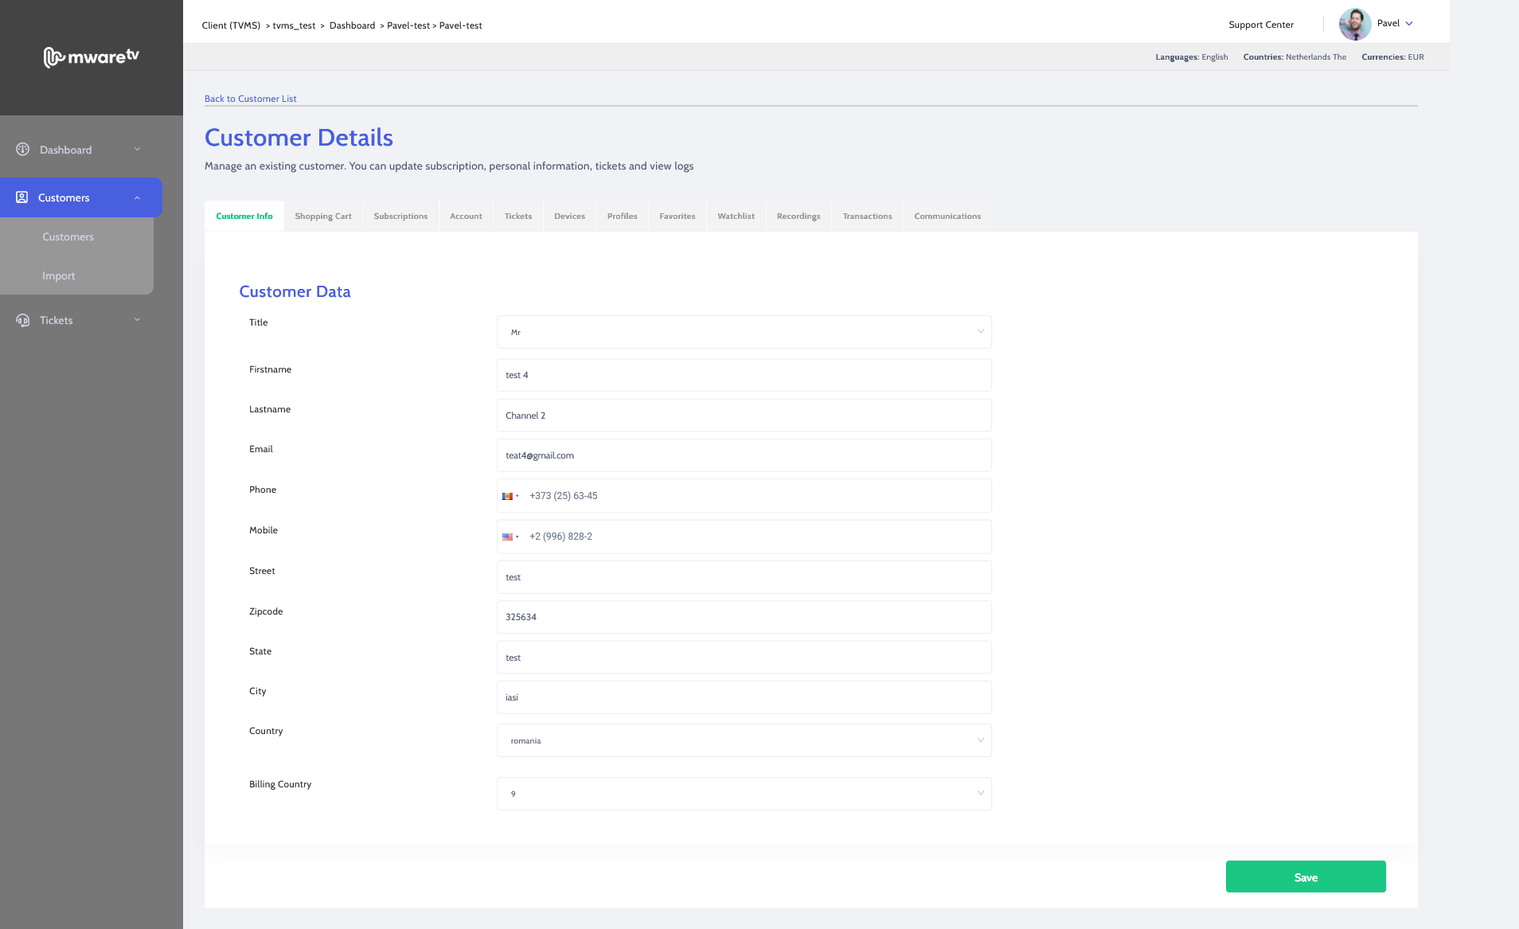 mwaretv
Client (TVMS) > tvms_test > Dashboard > Pavel-test > Pavel-test
Support Center
Pavel
Languages: English Countries: Netherlands The Currencies: EUR
Dashboard
Customers
Customers
Import
Tickets
Back to Customer List
Customer Details
Manage an existing customer. You can update subscription, personal information, tickets and view logs
Customer Info Shopping Cart Subscriptions Account Tickets Devices Profiles Favorites Watchlist Recordings Transactions Communications
Customer Data
Title Mr
Firstname test 4
Lastname Channel 2
Email teat4@gmail.com
Phone +373 (25) 63-45
Mobile +2 (996) 828-2
Street test
Zipcode 325634
State test
City iasi
Country romania
Billing Country 9
Save